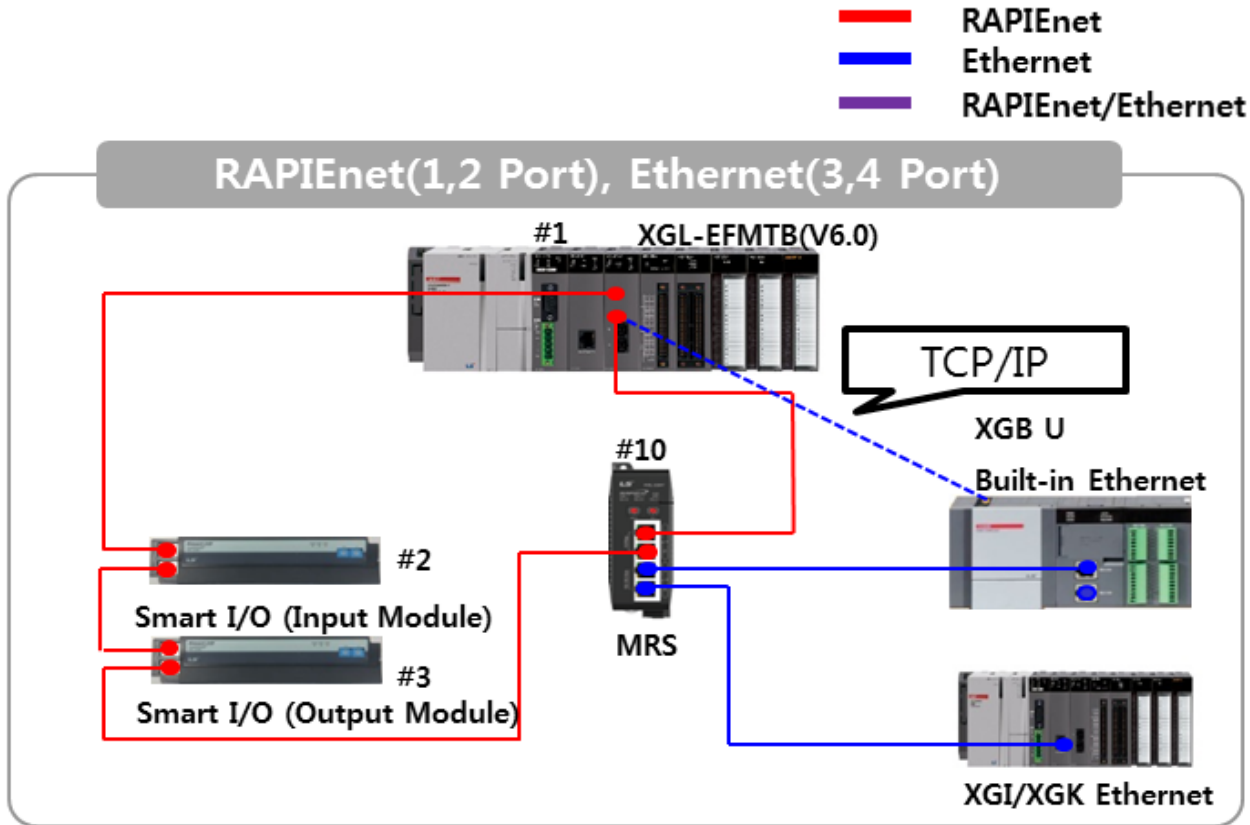 RAPIEnet
Ethernet
RAPIEnet/Ethernet
RAPIEnet(1,2 Port), Ethernet(3,4 Port)
#1 XGL-EFMTB(V6.0)
TCP/IP
XGB U
Built-in Ethernet
#10
MRS
#2
Smart I/O (Input Module)
#3
Smart I/O (Output Module)
XGI/XGK Ethernet